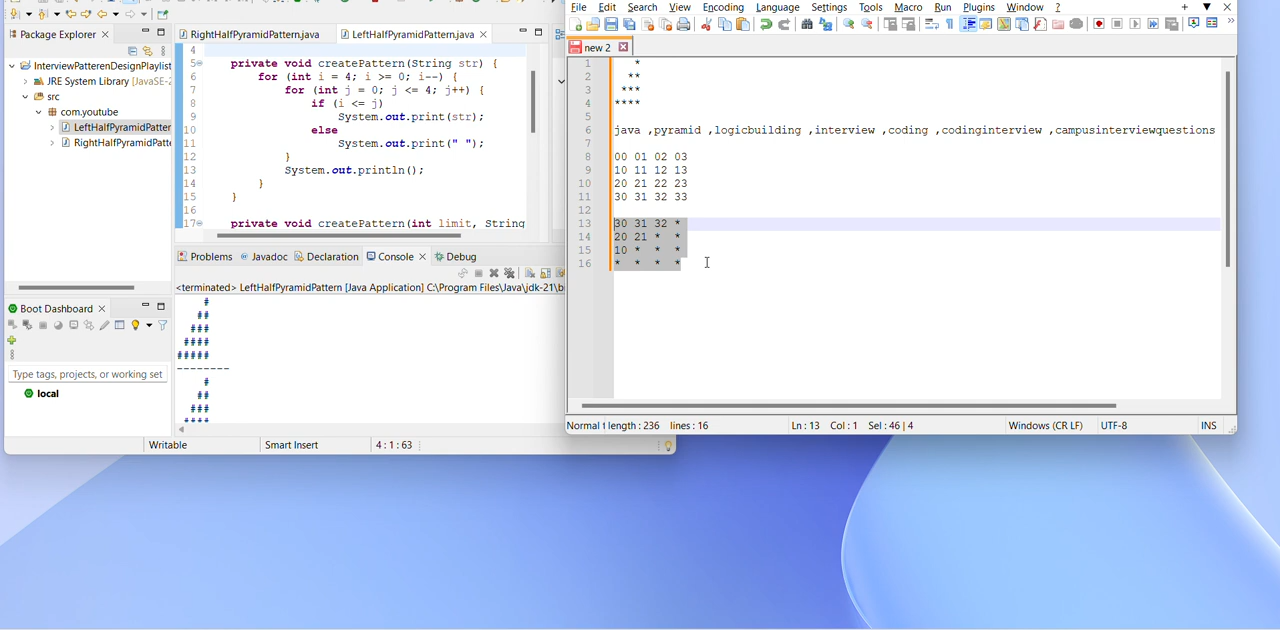 Package Explorer
InterviewPatterenDesignPlaylist
JRE System Library [JavaSE-2
src
com.youtube
LeftHalfPyramidPatter
RightHalfPyramidPatte
Boot Dashboard
Type tags, projects, or working set
local
RightHalfPyramidPattern.java LeftHalfPyramidPattern.java
4
5 private void createPattern(String str) {
6 for (int i = 4; i >= 0; i--) {
7 for (int j = 0; j <= 4; j++) {
8 if (i <= j)
9 System.out.print(str);
10 else
11 System.out.print(" ");
12 }
13 System.out.println();
14 }
15 }
16
17 private void createPattern(int limit, String
Problems Javadoc Declaration Console Debug
<terminated> LeftHalfPyramidPattern [Java Application] C:\Program Files\Java\jdk-21\b
#
##
###
####
#####
--------
#
##
###
####
Writable Smart Insert 4 : 1 : 63
File Edit Search View Encoding Language Settings Tools Macro Run Plugins Window ?
new 2
1 *
2 **
3 ***
4 ****
5
6 java ,pyramid ,logicbuilding ,interview ,coding ,codinginterview ,campusinterviewquestions
7
8 00 01 02 03
9 10 11 12 13
10 20 21 22 23
11 30 31 32 33
12
13 30 31 32 *
14 20 21 * *
15 10 * * *
16 * * * *
Normal t length : 236 lines : 16 Ln : 13 Col : 1 Sel : 46 | 4 Windows (CR LF) UTF-8 INS